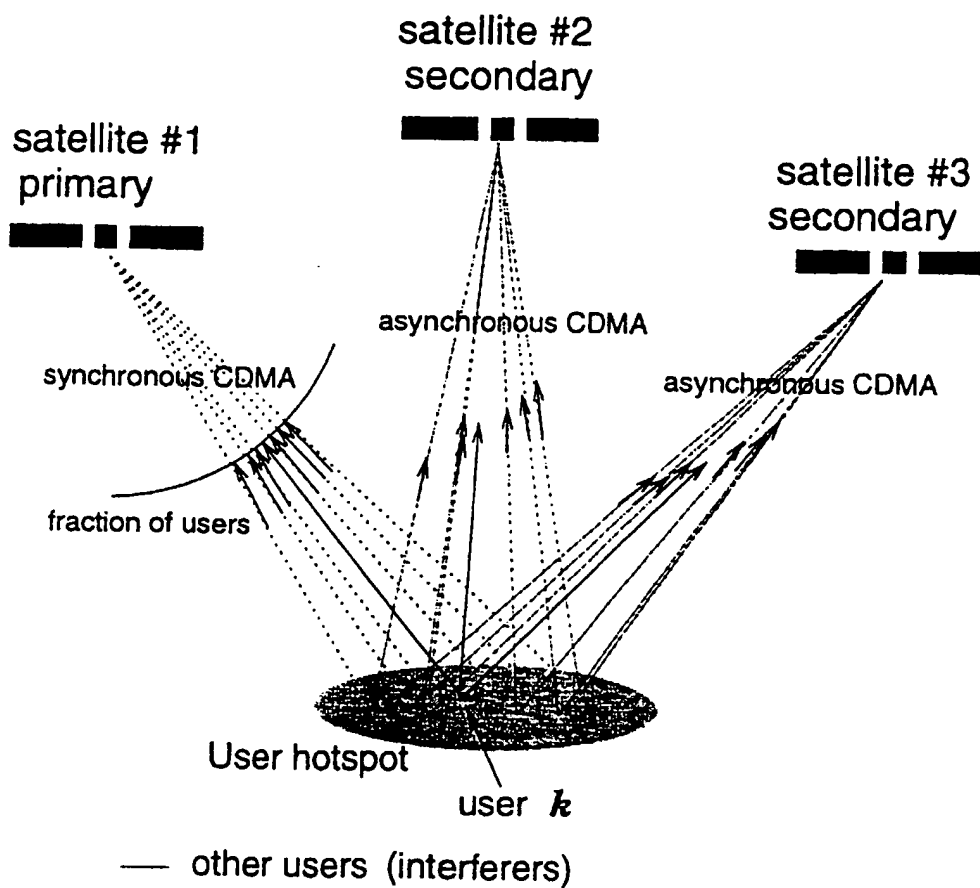 satellite #2
secondary
satellite #1
primary
satellite #3
secondary
asynchronous CDMA
synchronous CDMA
asynchronous CDMA
fraction of users
User hotspot
user k
other users (interferers)